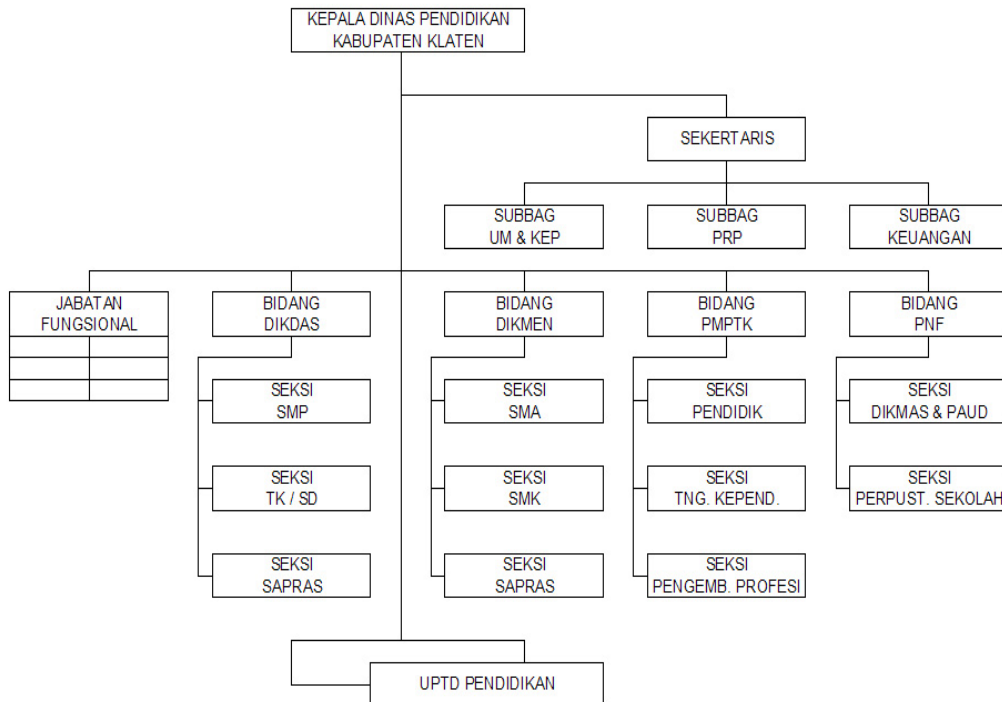 KEPALA DINAS PENDIDIKAN
KABUPATEN KLATEN
SEKERTARIS
SUBBAG
UM & KEP
SUBBAG
PRP
SUBBAG
KEUANGAN
JABATAN
FUNGSIONAL
BIDANG
DIKDAS
BIDANG
DIKMEN
BIDANG
PMPTK
BIDANG
PNF
SEKSI
SMP
SEKSI
SMA
SEKSI
PENDIDIK
SEKSI
DIKMAS & PAUD
SEKSI
TK / SD
SEKSI
SMK
SEKSI
TNG. KEPEND.
SEKSI
PERPUST. SEKOLAH
SEKSI
SAPRAS
SEKSI
SAPRAS
SEKSI
PENGEMB. PROFESI
UPTD PENDIDIKAN